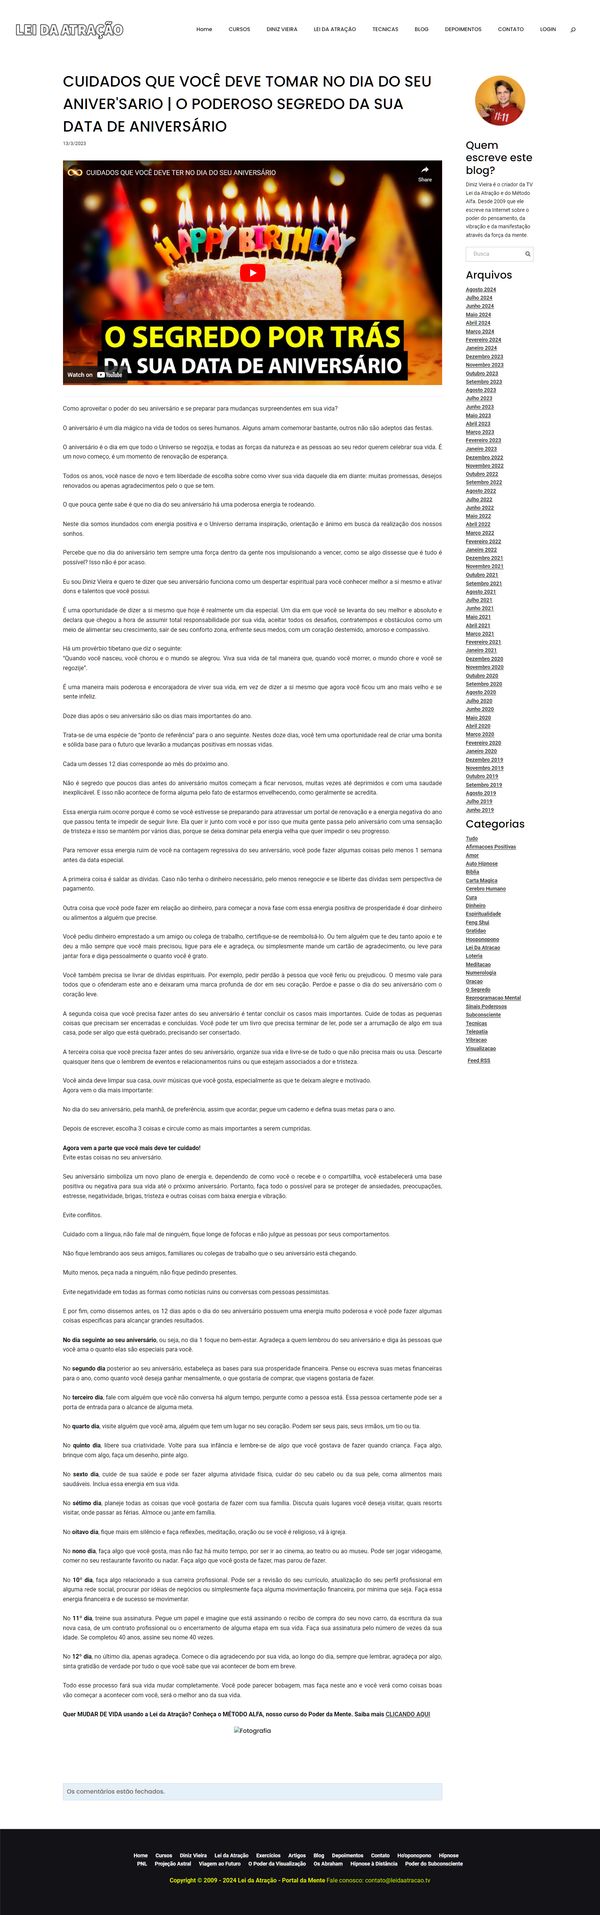 LEI DA ATRAÇÃO
Home CURSOS DINIZ VIEIRA LEI DA ATRAÇÃO TECNICAS BLOG DEPOIMENTOS CONTATO LOGIN
CUIDADOS QUE VOCÊ DEVE TOMAR NO DIA DO SEU
ANIVER'SARIO | O PODEROSO SEGREDO DA SUA
DATA DE ANIVERSÁRIO
13/3/2023
CUIDADOS QUE VOCÊ DEVE TER NO DIA DO SEU ANIVERSÁRIO
Share
HAPPY BIRTHDAY
O SEGREDO POR TRÁS
DA SUA DATA DE ANIVERSÁRIO
Watch on YouTube
Como aproveitar o poder do seu aniversário e se preparar para mudanças surpreendentes em sua vida?
O aniversário é um dia mágico na vida de todos os seres humanos. Alguns amam comemorar bastante, outros não são adeptos das festas.
O aniversário é o dia em que todo o Universo se regozija, e todas as forças da natureza e as pessoas ao seu redor querem celebrar sua vida. É
um novo começo, é um momento de renovação de esperança.
Todos os anos, você nasce de novo e tem liberdade de escolha sobre como viver sua vida daquele dia em diante: muitas promessas, desejos
renovados ou apenas agradecimentos pelo o que se tem.
O que pouca gente sabe é que no dia do seu aniversário há uma poderosa energia te rodeando.
Neste dia somos inundados com energia positiva e o Universo derrama inspiração, orientação e ânimo em busca da realização dos nossos
sonhos.
Percebe que no dia do aniversário tem sempre uma força dentro da gente nos impulsionando a vencer, como se algo dissesse que é tudo é
possível? Isso não é por acaso.
Eu sou Diniz Vieira e quero te dizer que seu aniversário funciona como um despertar espiritual para você conhecer melhor a si mesmo e ativar
dons e talentos que você possui.
É uma oportunidade de dizer a si mesmo que hoje é realmente um dia especial. Um dia em que você se levanta do seu melhor e absoluto e
declara que chegou a hora de assumir total responsabilidade por sua vida, aceitar todos os desafios, contratempos e obstáculos como um
meio de alimentar seu crescimento, sair de seu conforto zona, enfrente seus medos, com um coração destemido, amoroso e compassivo.
Há um provérbio tibetano que diz o seguinte:
"Quando você nasceu, você chorou e o mundo se alegrou. Viva sua vida de tal maneira que, quando você morrer, o mundo chore e você se
regozije".
É uma maneira mais poderosa e encorajadora de viver sua vida, em vez de dizer a si mesmo que agora você ficou um ano mais velho e se
sente infeliz.
Doze dias após o seu aniversário são os dias mais importantes do ano.
Trata-se de uma espécie de "ponto de referência" para o ano seguinte. Nestes doze dias, você tem uma oportunidade real de criar uma bonita
e sólida base para o futuro que levarão a mudanças positivas em nossas vidas.
Cada um desses 12 dias corresponde ao mês do próximo ano.
Não é segredo que poucos dias antes do aniversário muitos começam a ficar nervosos, muitas vezes até deprimidos e com uma saudade
inexplicável. E isso não acontece de forma alguma pelo fato de estarmos envelhecendo, como geralmente se acredita.
Essa energia ruim ocorre porque é como se você estivesse se preparando para atravessar um portal de renovação e a energia negativa do ano
que passou tenta te impedir de seguir livre. Ela quer ir junto com você e por isso que muita gente passa pelo aniversário com uma sensação
de tristeza e isso se mantém por vários dias, porque se deixa dominar pela energia velha que quer impedir o seu progresso.
Para remover essa energia ruim de você na contagem regressiva do seu aniversário, você pode fazer algumas coisas pelo menos 1 semana
antes da data especial.
A primeira coisa é saldar as dívidas. Caso não tenha o dinheiro necessário, pelo menos renegocie e se liberte das dívidas sem perspectiva de
pagamento.
Outra coisa que você pode fazer em relação ao dinheiro, para começar a nova fase com essa energia positiva de prosperidade é doar dinheiro
ou alimentos a alguém que precise.
Você pediu dinheiro emprestado a um amigo ou colega de trabalho, certifique-se de reembolsá-lo. Ou tem alguém que te deu tanto apoio e te
deu a mão sempre que você mais precisou, ligue para ele e agradeça, ou simplesmente mande um cartão de agradecimento, ou leve para
jantar fora e diga pessoalmente o quanto você é grato.
Você também precisa se livrar de dívidas espirituais. Por exemplo, pedir perdão à pessoa que você feriu ou prejudicou. O mesmo vale para
todos que o ofenderam este ano e deixaram uma marca profunda de dor em seu coração. Perdoe e passe o dia do seu aniversário com o
coração leve.
A segunda coisa que você precisa fazer antes do seu aniversário é tentar concluir os casos mais importantes. Cuide de todas as pequenas
coisas que precisam ser encerradas e concluídas. Você pode ter um livro que precisa terminar de ler, pode ser a arrumação de algo em sua
casa, pode ser algo que está quebrado, precisando ser consertado.
A terceira coisa que você precisa fazer antes do seu aniversário, organize sua vida e livre-se de tudo o que não precisa mais ou usa. Descarte
quaisquer itens que o lembrem de eventos e relacionamentos ruins ou que estejam associados a dor e tristeza.
Você ainda deve limpar sua casa, ouvir músicas que você gosta, especialmente as que te deixam alegre e motivado.
Agora vem o dia mais importante:
No dia do seu aniversário, pela manhã, de preferência, assim que acordar, pegue um caderno e defina suas metas para o ano.
Depois de escrever, escolha 3 coisas e circule como as mais importantes a serem cumpridas.
Agora vem a parte que você mais deve ter cuidado!
Evite estas coisas no seu aniversário.
Seu aniversário simboliza um novo plano de energia e, dependendo de como você o recebe e o compartilha, você estabelecerá uma base
positiva ou negativa para sua vida até o próximo aniversário. Portanto, faça todo o possível para se proteger de ansiedades, preocupações,
estresse, negatividade, brigas, tristeza e outras coisas com baixa energia e vibração.
Evite conflitos.
Cuidado com a língua, não fale mal de ninguém, fique longe de fofocas e não julgue as pessoas por seus comportamentos.
Não fique lembrando aos seus amigos, familiares ou colegas de trabalho que o seu aniversário está chegando.
Muito menos, peça nada a ninguém, não fique pedindo presentes.
Evite negatividade em todas as formas como notícias ruins ou conversas com pessoas pessimistas.
E por fim, como dissemos antes, os 12 dias após o dia do seu aniversário possuem uma energia muito poderosa e você pode fazer algumas
coisas específicas para alcançar grandes resultados.
No dia seguinte ao seu aniversário, ou seja, no dia 1 foque no bem-estar. Agradeça a quem lembrou do seu aniversário e diga às pessoas que
você ama o quanto elas são especiais para você.
No segundo dia posterior ao seu aniversário, estabeleça as bases para sua prosperidade financeira. Pense ou escreva suas metas financeiras
para o ano, como quanto você deseja ganhar mensalmente, o que gostaria de comprar, que viagens gostaria de fazer.
No terceiro dia, fale com alguém que você não conversa há algum tempo, pergunte como a pessoa está. Essa pessoa certamente pode ser a
porta de entrada para o alcance de alguma meta.
No quarto dia, visite alguém que você ama, alguém que tem um lugar no seu coração. Podem ser seus pais, seus irmãos, um tio ou tia.
No quinto dia, libere sua criatividade. Volte para sua infância e lembre-se de algo que você gostava de fazer quando criança. Faça algo,
brinque com algo, faça um desenho, pinte algo.
No sexto dia, cuide de sua saúde e pode ser fazer alguma atividade física, cuidar do seu cabelo ou da sua pele, coma alimentos mais
saudáveis. Inclua essa energia em sua vida.
No sétimo dia, planeje todas as coisas que você gostaria de fazer com sua família. Discuta quais lugares você deseja visitar, quais resorts
visitar, onde passar as férias. Almoce ou jante em família.
No oitavo dia, fique mais em silêncio e faça reflexões, meditação, oração ou se você é religioso, vá à igreja.
No nono dia, faça algo que você gosta, mas não faz há muito tempo, por ser ir ao cinema, ao teatro ou ao museu. Pode ser jogar videogame,
comer no seu restaurante favorito ou nadar. Faça algo que você gosta de fazer, mas parou de fazer.
No 10º dia, faça algo relacionado a sua carreira profissional. Pode ser a revisão do seu currículo, atualização do seu perfil profissional em
alguma rede social, procurar por idéias de negócios ou simplesmente faça alguma movimentação financeira, por mínima que seja. Faça essa
energia financeira e de sucesso se movimentar.
No 11º dia, treine sua assinatura. Pegue um papel e imagine que está assinando o recibo de compra do seu novo carro, da escritura da sua
nova casa, de um contrato profissional ou o encerramento de alguma etapa em sua vida. Faça sua assinatura pelo número de vezes da sua
idade. Se completou 40 anos, assine seu nome 40 vezes.
No 12º dia, no último dia, apenas agradeça. Comece o dia agradecendo por sua vida, ao longo do dia, sempre que lembrar, agradeça por algo,
sinta gratidão de verdade por tudo o que você sabe que vai acontecer de bom em breve.
Todo esse processo fará sua vida mudar completamente. Você pode parecer bobagem, mas faça neste ano e você verá como coisas boas
vão começar a acontecer com você, será o melhor ano da sua vida.
Quer MUDAR DE VIDA usando a Lei da Atração? Conheça o MÉTODO ALFA, nosso curso do Poder da Mente. Saiba mais CLICANDO AQUI
Fotografia
Os comentários estão fechados.
11:11
Quem
escreve este
blog?
Diniz Vieira é o criador da TV
Lei da Atração e do Método
Alfa. Desde 2009 que ele
escreve na Internet sobre o
poder do pensamento, da
vibração e da manifestação
através da força da mente.
Busca
Arquivos
Agosto 2024
Julho 2024
Junho 2024
Maio 2024
Abril 2024
Março 2024
Fevereiro 2024
Janeiro 2024
Dezembro 2023
Novembro 2023
Outubro 2023
Setembro 2023
Agosto 2023
Julho 2023
Junho 2023
Maio 2023
Abril 2023
Março 2023
Fevereiro 2023
Janeiro 2023
Dezembro 2022
Novembro 2022
Outubro 2022
Setembro 2022
Agosto 2022
Julho 2022
Junho 2022
Maio 2022
Abril 2022
Março 2022
Fevereiro 2022
Janeiro 2022
Dezembro 2021
Novembro 2021
Outubro 2021
Setembro 2021
Agosto 2021
Julho 2021
Junho 2021
Maio 2021
Abril 2021
Março 2021
Fevereiro 2021
Janeiro 2021
Dezembro 2020
Novembro 2020
Outubro 2020
Setembro 2020
Agosto 2020
Julho 2020
Junho 2020
Maio 2020
Abril 2020
Março 2020
Fevereiro 2020
Janeiro 2020
Dezembro 2019
Novembro 2019
Outubro 2019
Setembro 2019
Agosto 2019
Julho 2019
Junho 2019
Categorias
Tudo
Afirmacoes Positivas
Amor
Auto Hipnose
Biblia
Carta Magica
Cerebro Humano
Cura
Dinheiro
Espiritualidade
Feng Shui
Gratidao
Hooponopono
Lei Da Atracao
Loteria
Meditacao
Numerologia
Oracao
O Segredo
Reprogramacao Mental
Sinais Poderosos
Subconsciente
Tecnicas
Telepatia
Vibracao
Visualizacao
Feed RSS
Home Cursos Diniz Vieira Lei da Atração Exercícios Artigos Blog Depoimentos Contato Ho'oponopono Hipnose
PNL Projeção Astral Viagem ao Futuro O Poder da Visualização Os Abraham Hipnose à Distância Poder do Subconsciente
Copyright © 2009 - 2024 Lei da Atração - Portal da Mente Fale conosco: contato@leidaatracao.tv